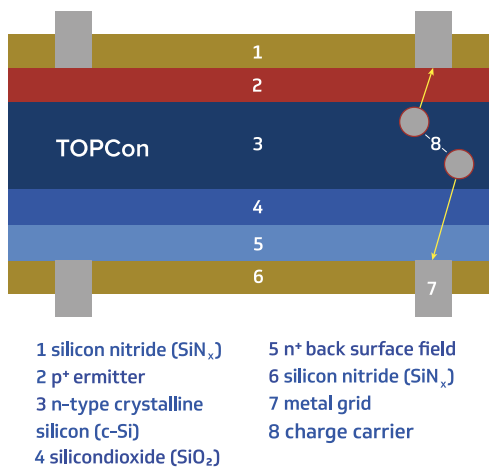 1
2
TOPCon
3
8
4
5
6
7
1 silicon nitride (SiNₓ)
2 p⁺ ermitter
3 n-type crystalline
silicon (c-Si)
4 silicondioxide (SiO₂)
5 n⁺ back surface field
6 silicon nitride (SiNₓ)
7 metal grid
8 charge carrier